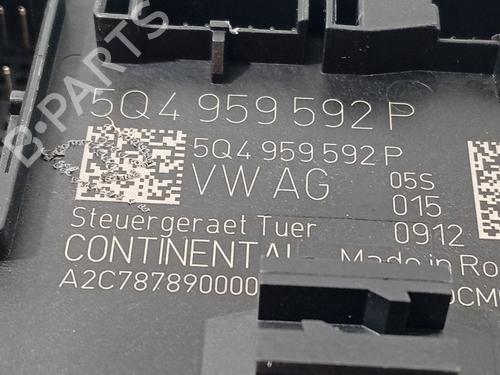 5Q4 959 592 P
5Q4 959 592 P
VW AG 05S
015
Steuergeraet Tuer 0912
CONTINENTAL Made in Ro
A2C787890000
B-PARTS